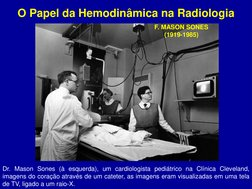 O Papel da Hemodinâmica na Radiologia
F. MASON SONES
(1919-1985)
Dr. Mason Sones (à esquerda), um cardiologista pediátrico na Clínica Cleveland,
imagens do coração através de um cateter, as imagens eram visualizadas em uma tela
de TV, ligado a um raio-X.